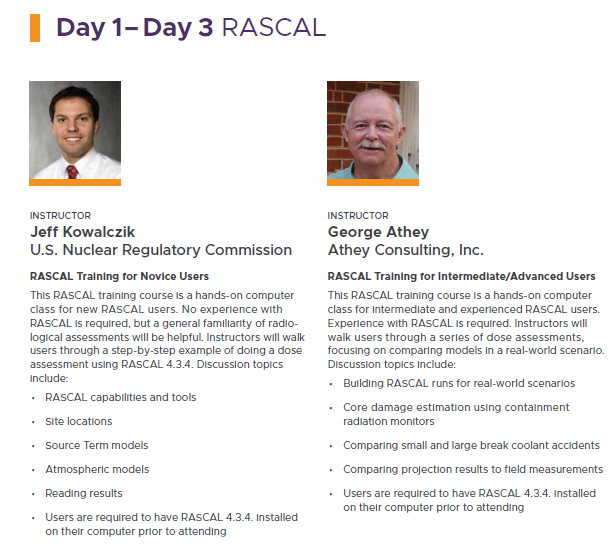 Day 1–Day 3 RASCAL
INSTRUCTOR
Jeff Kowalczik
U.S. Nuclear Regulatory Commission
RASCAL Training for Novice Users
This RASCAL training course is a hands-on computer
class for new RASCAL users. No experience with
RASCAL is required, but a general familiarity of radio-
logical assessments will be helpful. Instructors will walk
users through a step-by-step example of doing a dose
assessment using RASCAL 4.3.4. Discussion topics
include:
• RASCAL capabilities and tools
• Site locations
• Source Term models
• Atmospheric models
• Reading results
• Users are required to have RASCAL 4.3.4. installed
on their computer prior to attending
INSTRUCTOR
George Athey
Athey Consulting, Inc.
RASCAL Training for Intermediate/Advanced Users
This RASCAL training course is a hands-on computer
class for intermediate and experienced RASCAL users.
Experience with RASCAL is required. Instructors will
walk users through a series of dose assessments,
focusing on comparing models in a real-world scenario.
Discussion topics include:
• Building RASCAL runs for real-world scenarios
• Core damage estimation using containment
radiation monitors
• Comparing small and large break coolant accidents
• Comparing projection results to field measurements
• Users are required to have RASCAL 4.3.4. installed
on their computer prior to attending